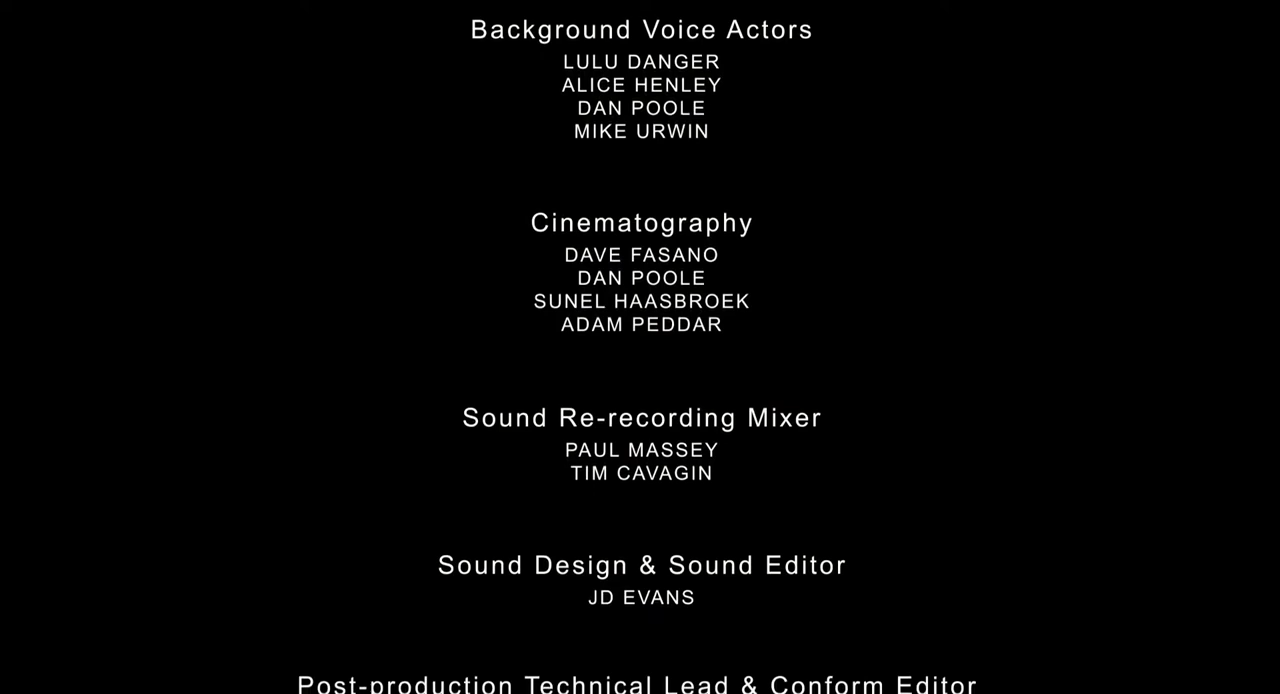 Background Voice Actors
LULU DANGER
ALICE HENLEY
DAN POOLE
MIKE URWIN
Cinematography
DAVE FASANO
DAN POOLE
SUNEL HAASBROEK
ADAM PEDDAR
Sound Re-recording Mixer
PAUL MASSEY
TIM CAVAGIN
Sound Design & Sound Editor
JD EVANS
Post-production Technical Lead & Conform Editor